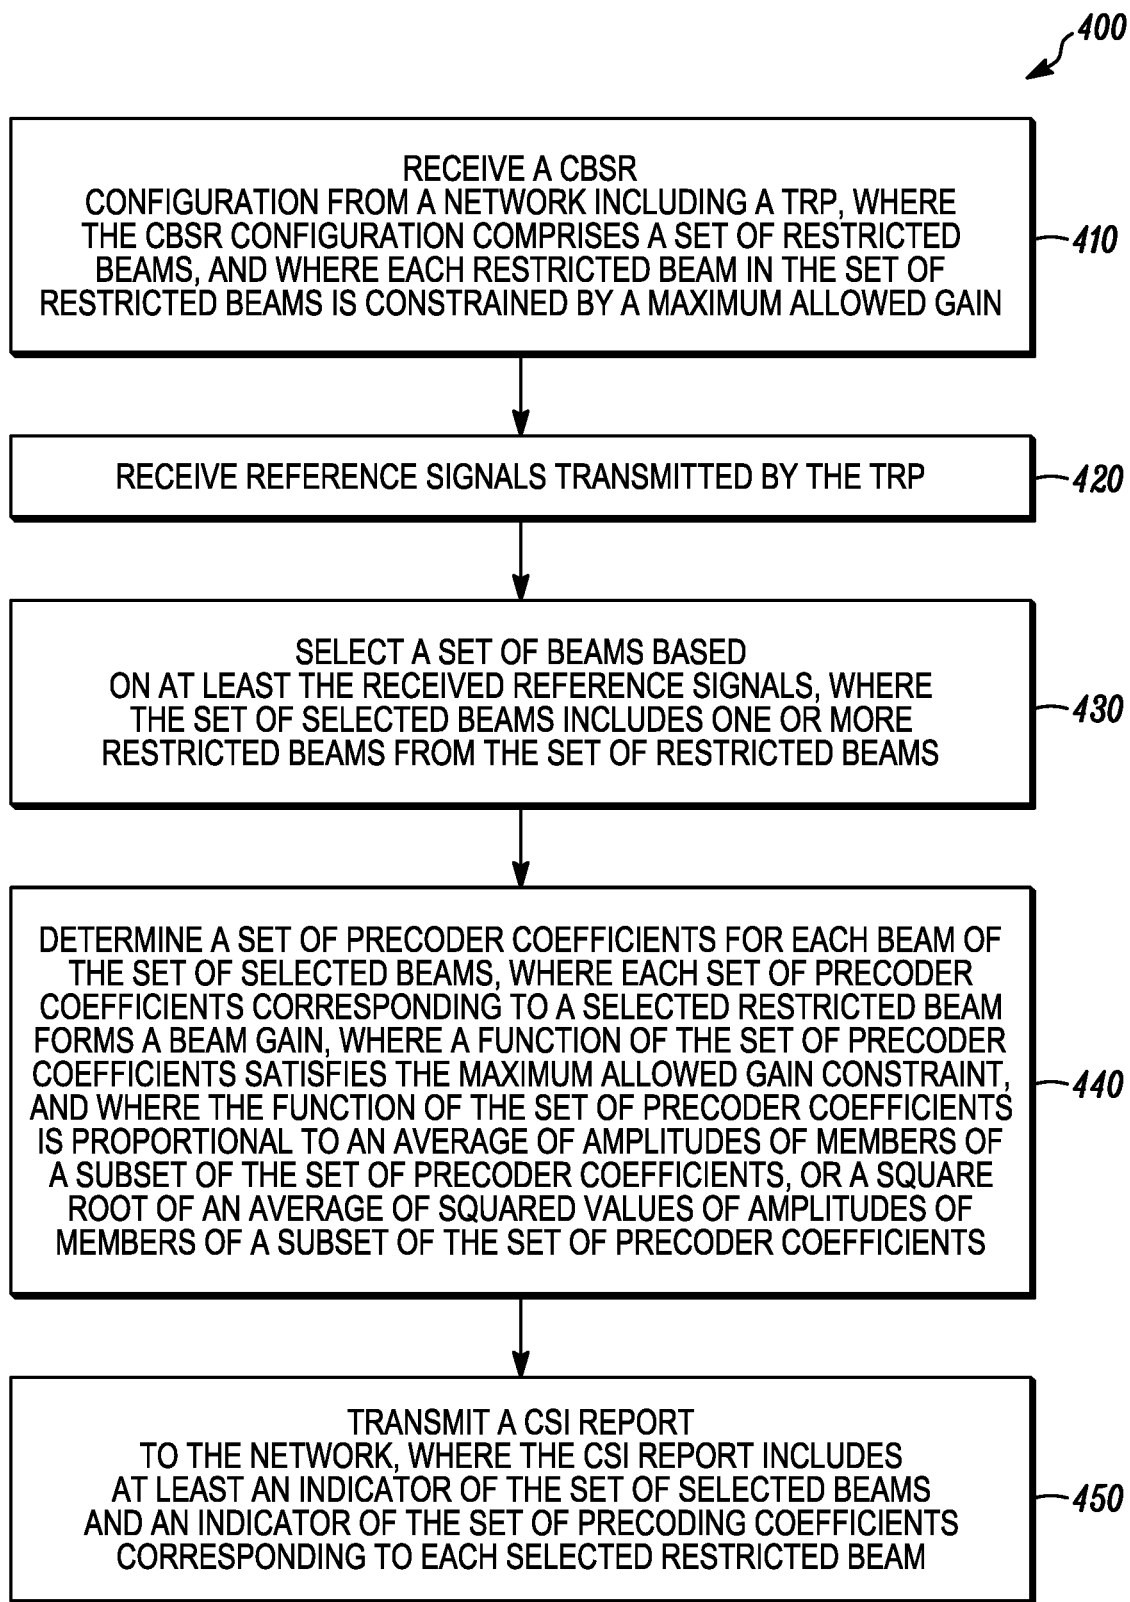 400
RECEIVE A CBSR
CONFIGURATION FROM A NETWORK INCLUDING A TRP, WHERE
THE CBSR CONFIGURATION COMPRISES A SET OF RESTRICTED
BEAMS, AND WHERE EACH RESTRICTED BEAM IN THE SET OF
RESTRICTED BEAMS IS CONSTRAINED BY A MAXIMUM ALLOWED GAIN
410
RECEIVE REFERENCE SIGNALS TRANSMITTED BY THE TRP
420
SELECT A SET OF BEAMS BASED
ON AT LEAST THE RECEIVED REFERENCE SIGNALS, WHERE
THE SET OF SELECTED BEAMS INCLUDES ONE OR MORE
RESTRICTED BEAMS FROM THE SET OF RESTRICTED BEAMS
430
DETERMINE A SET OF PRECODER COEFFICIENTS FOR EACH BEAM OF
THE SET OF SELECTED BEAMS, WHERE EACH SET OF PRECODER
COEFFICIENTS CORRESPONDING TO A SELECTED RESTRICTED BEAM
FORMS A BEAM GAIN, WHERE A FUNCTION OF THE SET OF PRECODER
COEFFICIENTS SATISFIES THE MAXIMUM ALLOWED GAIN CONSTRAINT,
AND WHERE THE FUNCTION OF THE SET OF PRECODER COEFFICIENTS
IS PROPORTIONAL TO AN AVERAGE OF AMPLITUDES OF MEMBERS OF
A SUBSET OF THE SET OF PRECODER COEFFICIENTS, OR A SQUARE
ROOT OF AN AVERAGE OF SQUARED VALUES OF AMPLITUDES OF
MEMBERS OF A SUBSET OF THE SET OF PRECODER COEFFICIENTS
440
TRANSMIT A CSI REPORT
TO THE NETWORK, WHERE THE CSI REPORT INCLUDES
AT LEAST AN INDICATOR OF THE SET OF SELECTED BEAMS
AND AN INDICATOR OF THE SET OF PRECODING COEFFICIENTS
CORRESPONDING TO EACH SELECTED RESTRICTED BEAM
450